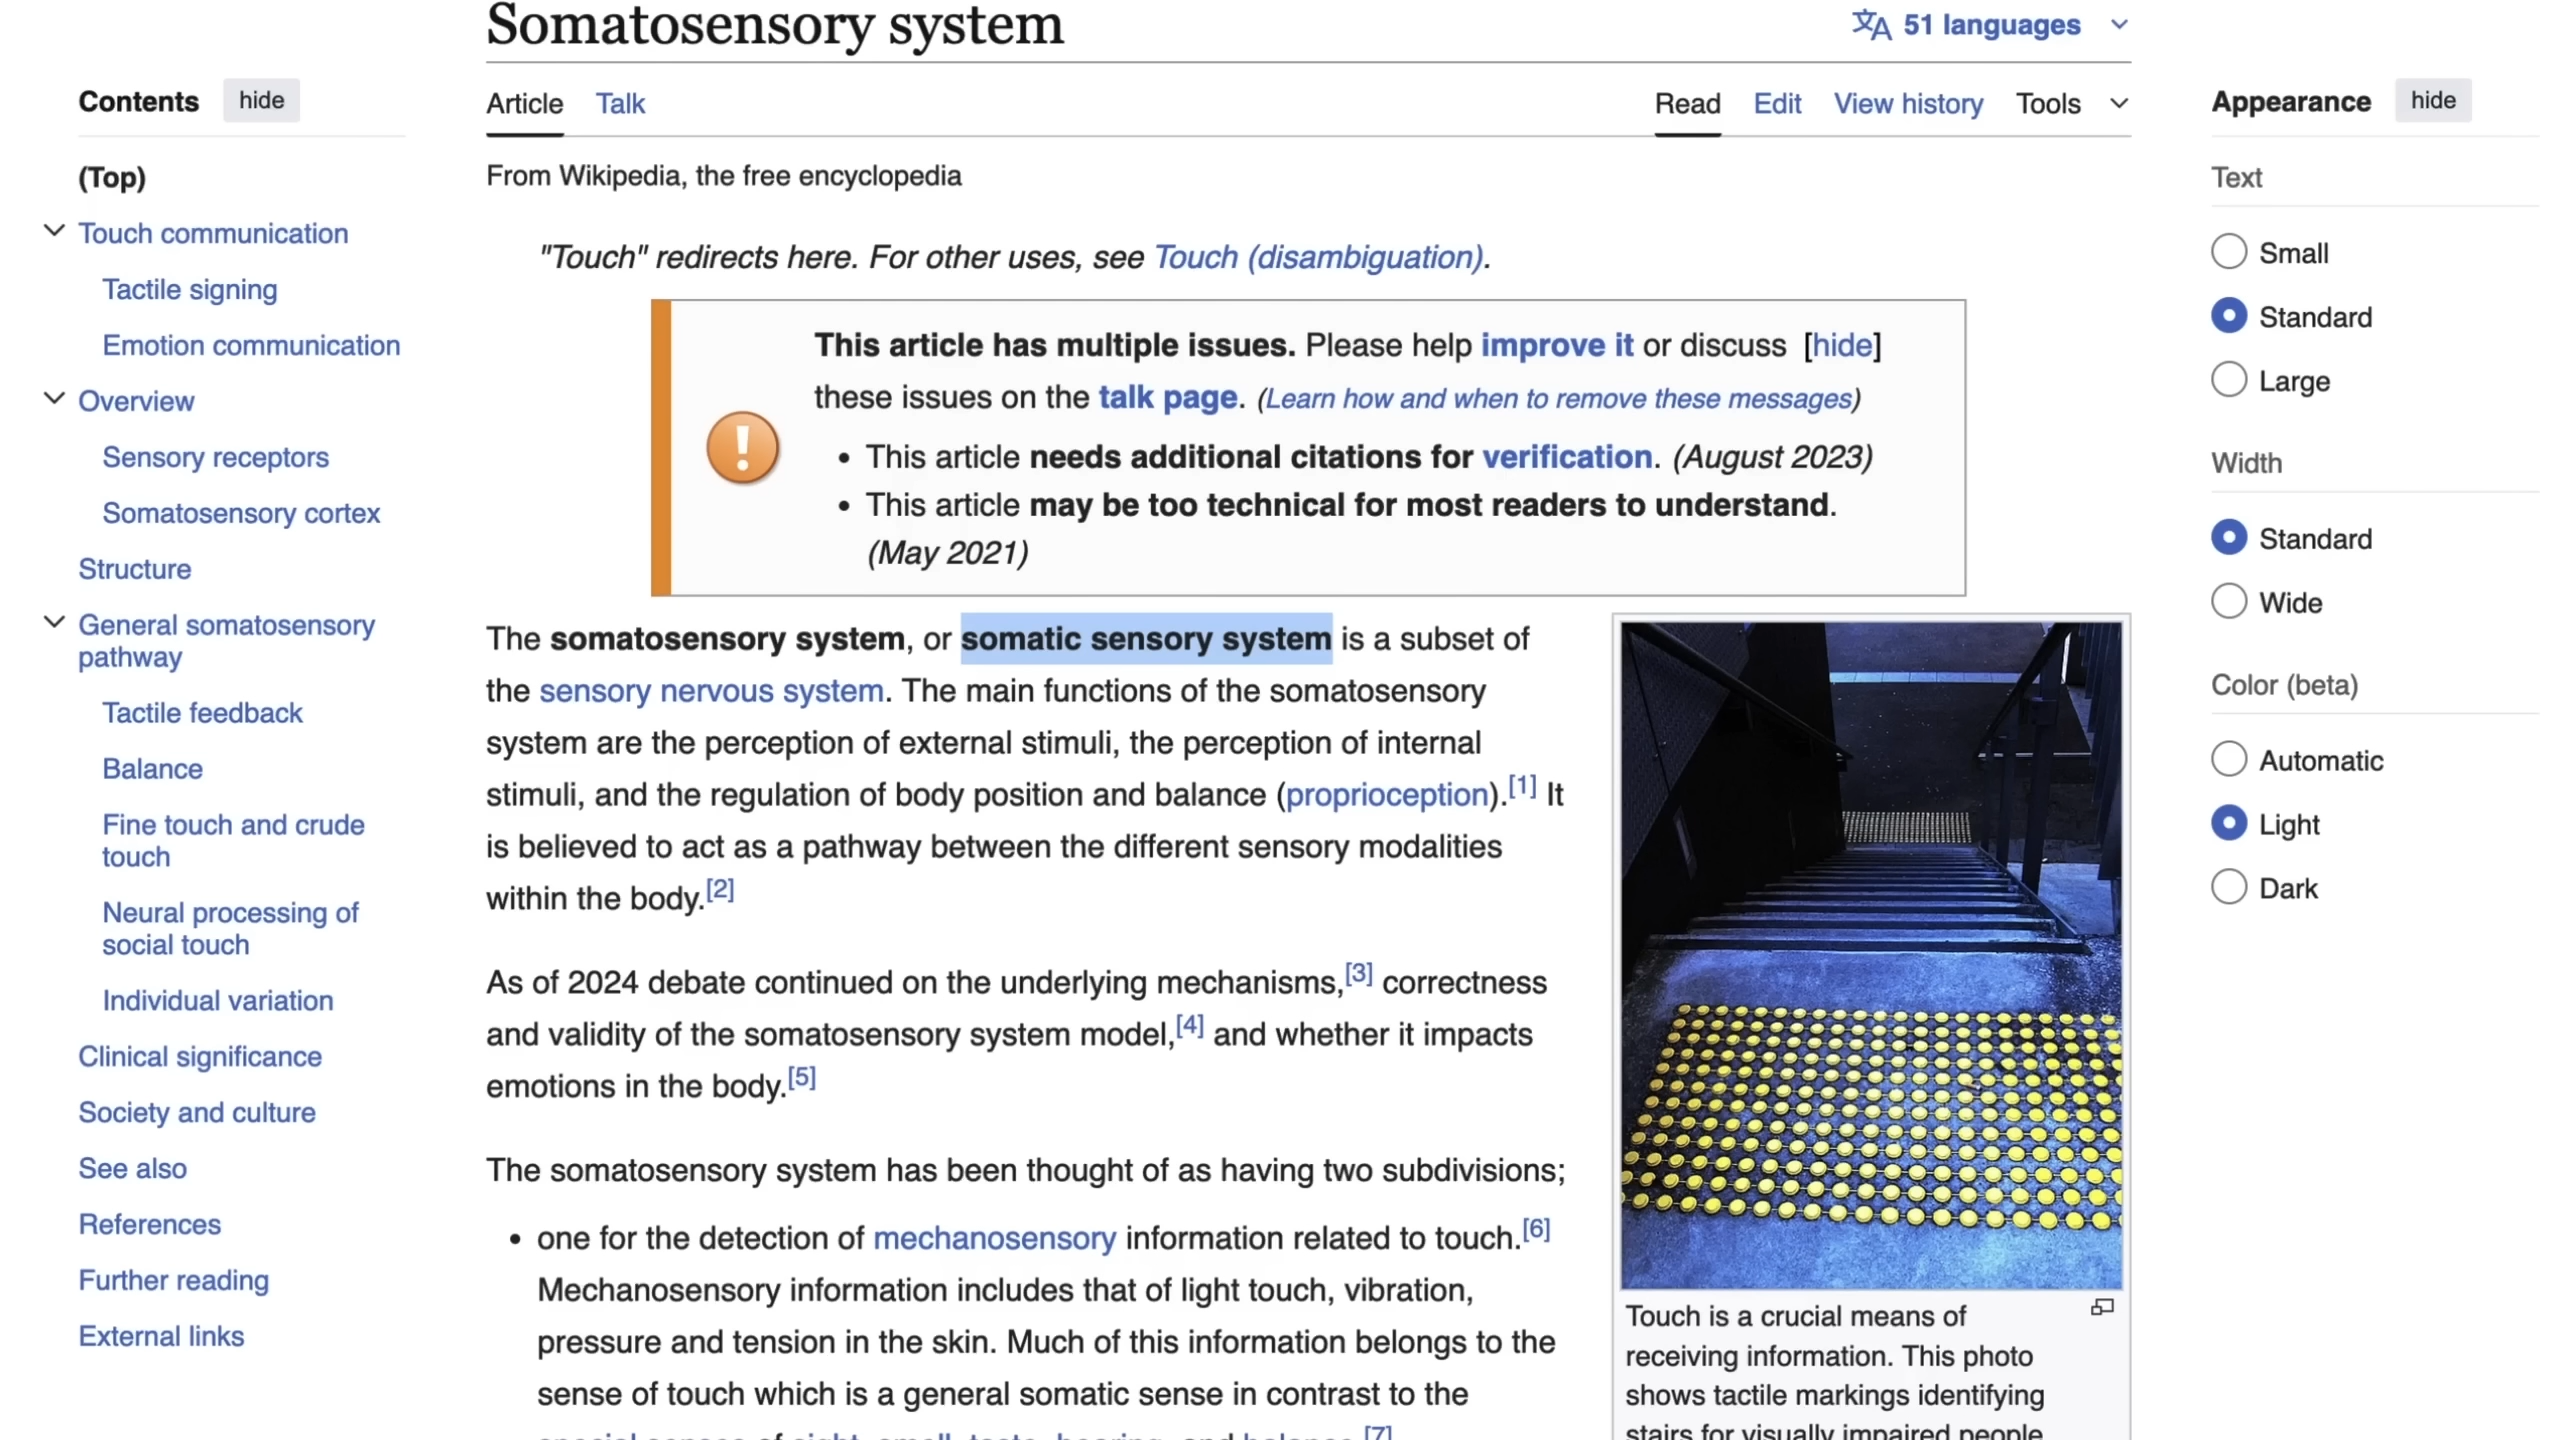 Somatosensory system
51 languages
Contents hide
Article Talk
Read Edit View history Tools
Appearance hide
(Top)
Touch communication
Tactile signing
Emotion communication
Overview
Sensory receptors
Somatosensory cortex
Structure
General somatosensory
pathway
Tactile feedback
Balance
Fine touch and crude
touch
Neural processing of
social touch
Individual variation
Clinical significance
Society and culture
See also
References
Further reading
External links
From Wikipedia, the free encyclopedia
"Touch" redirects here. For other uses, see Touch (disambiguation).
This article has multiple issues. Please help improve it or discuss [hide]
these issues on the talk page. (Learn how and when to remove these messages)
• This article needs additional citations for verification. (August 2023)
• This article may be too technical for most readers to understand.
(May 2021)
The somatosensory system, or somatic sensory system is a subset of
the sensory nervous system. The main functions of the somatosensory
system are the perception of external stimuli, the perception of internal
stimuli, and the regulation of body position and balance (proprioception).[1] It
is believed to act as a pathway between the different sensory modalities
within the body.[2]
As of 2024 debate continued on the underlying mechanisms,[3] correctness
and validity of the somatosensory system model,[4] and whether it impacts
emotions in the body.[5]
The somatosensory system has been thought of as having two subdivisions;
• one for the detection of mechanosensory information related to touch.[6]
Mechanosensory information includes that of light touch, vibration,
pressure and tension in the skin. Much of this information belongs to the
sense of touch which is a general somatic sense in contrast to the
special senses of sight, smell, taste, hearing, and balance.[7]
Touch is a crucial means of
receiving information. This photo
shows tactile markings identifying
stairs for visually impaired people.
Text
Small
Standard
Large
Width
Standard
Wide
Color (beta)
Automatic
Light
Dark